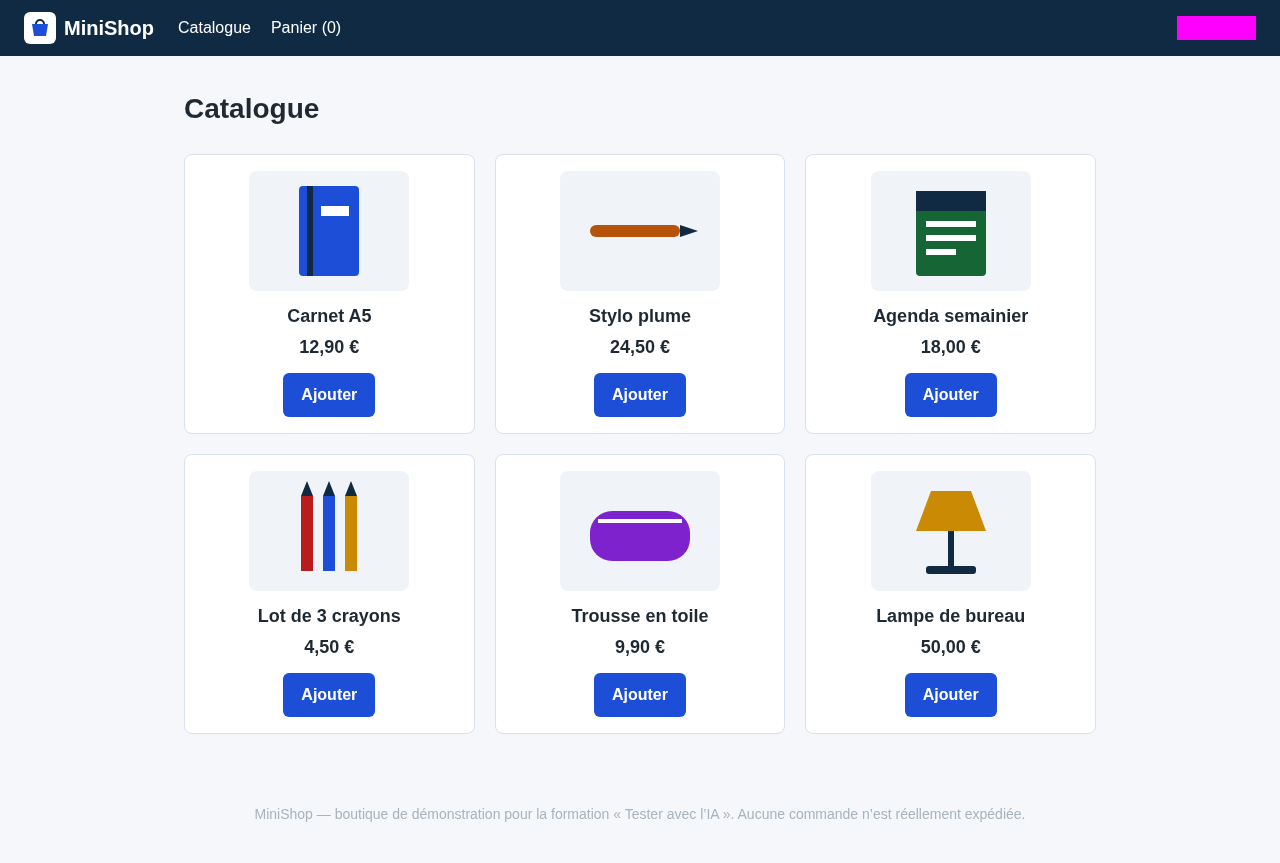 MiniShop Catalogue Panier (0)
Catalogue
Carnet A5
12,90 €
Ajouter
Stylo plume
24,50 €
Ajouter
Agenda semainier
18,00 €
Ajouter
Lot de 3 crayons
4,50 €
Ajouter
Trousse en toile
9,90 €
Ajouter
Lampe de bureau
50,00 €
Ajouter
MiniShop — boutique de démonstration pour la formation « Tester avec l’IA ». Aucune commande n’est réellement expédiée.